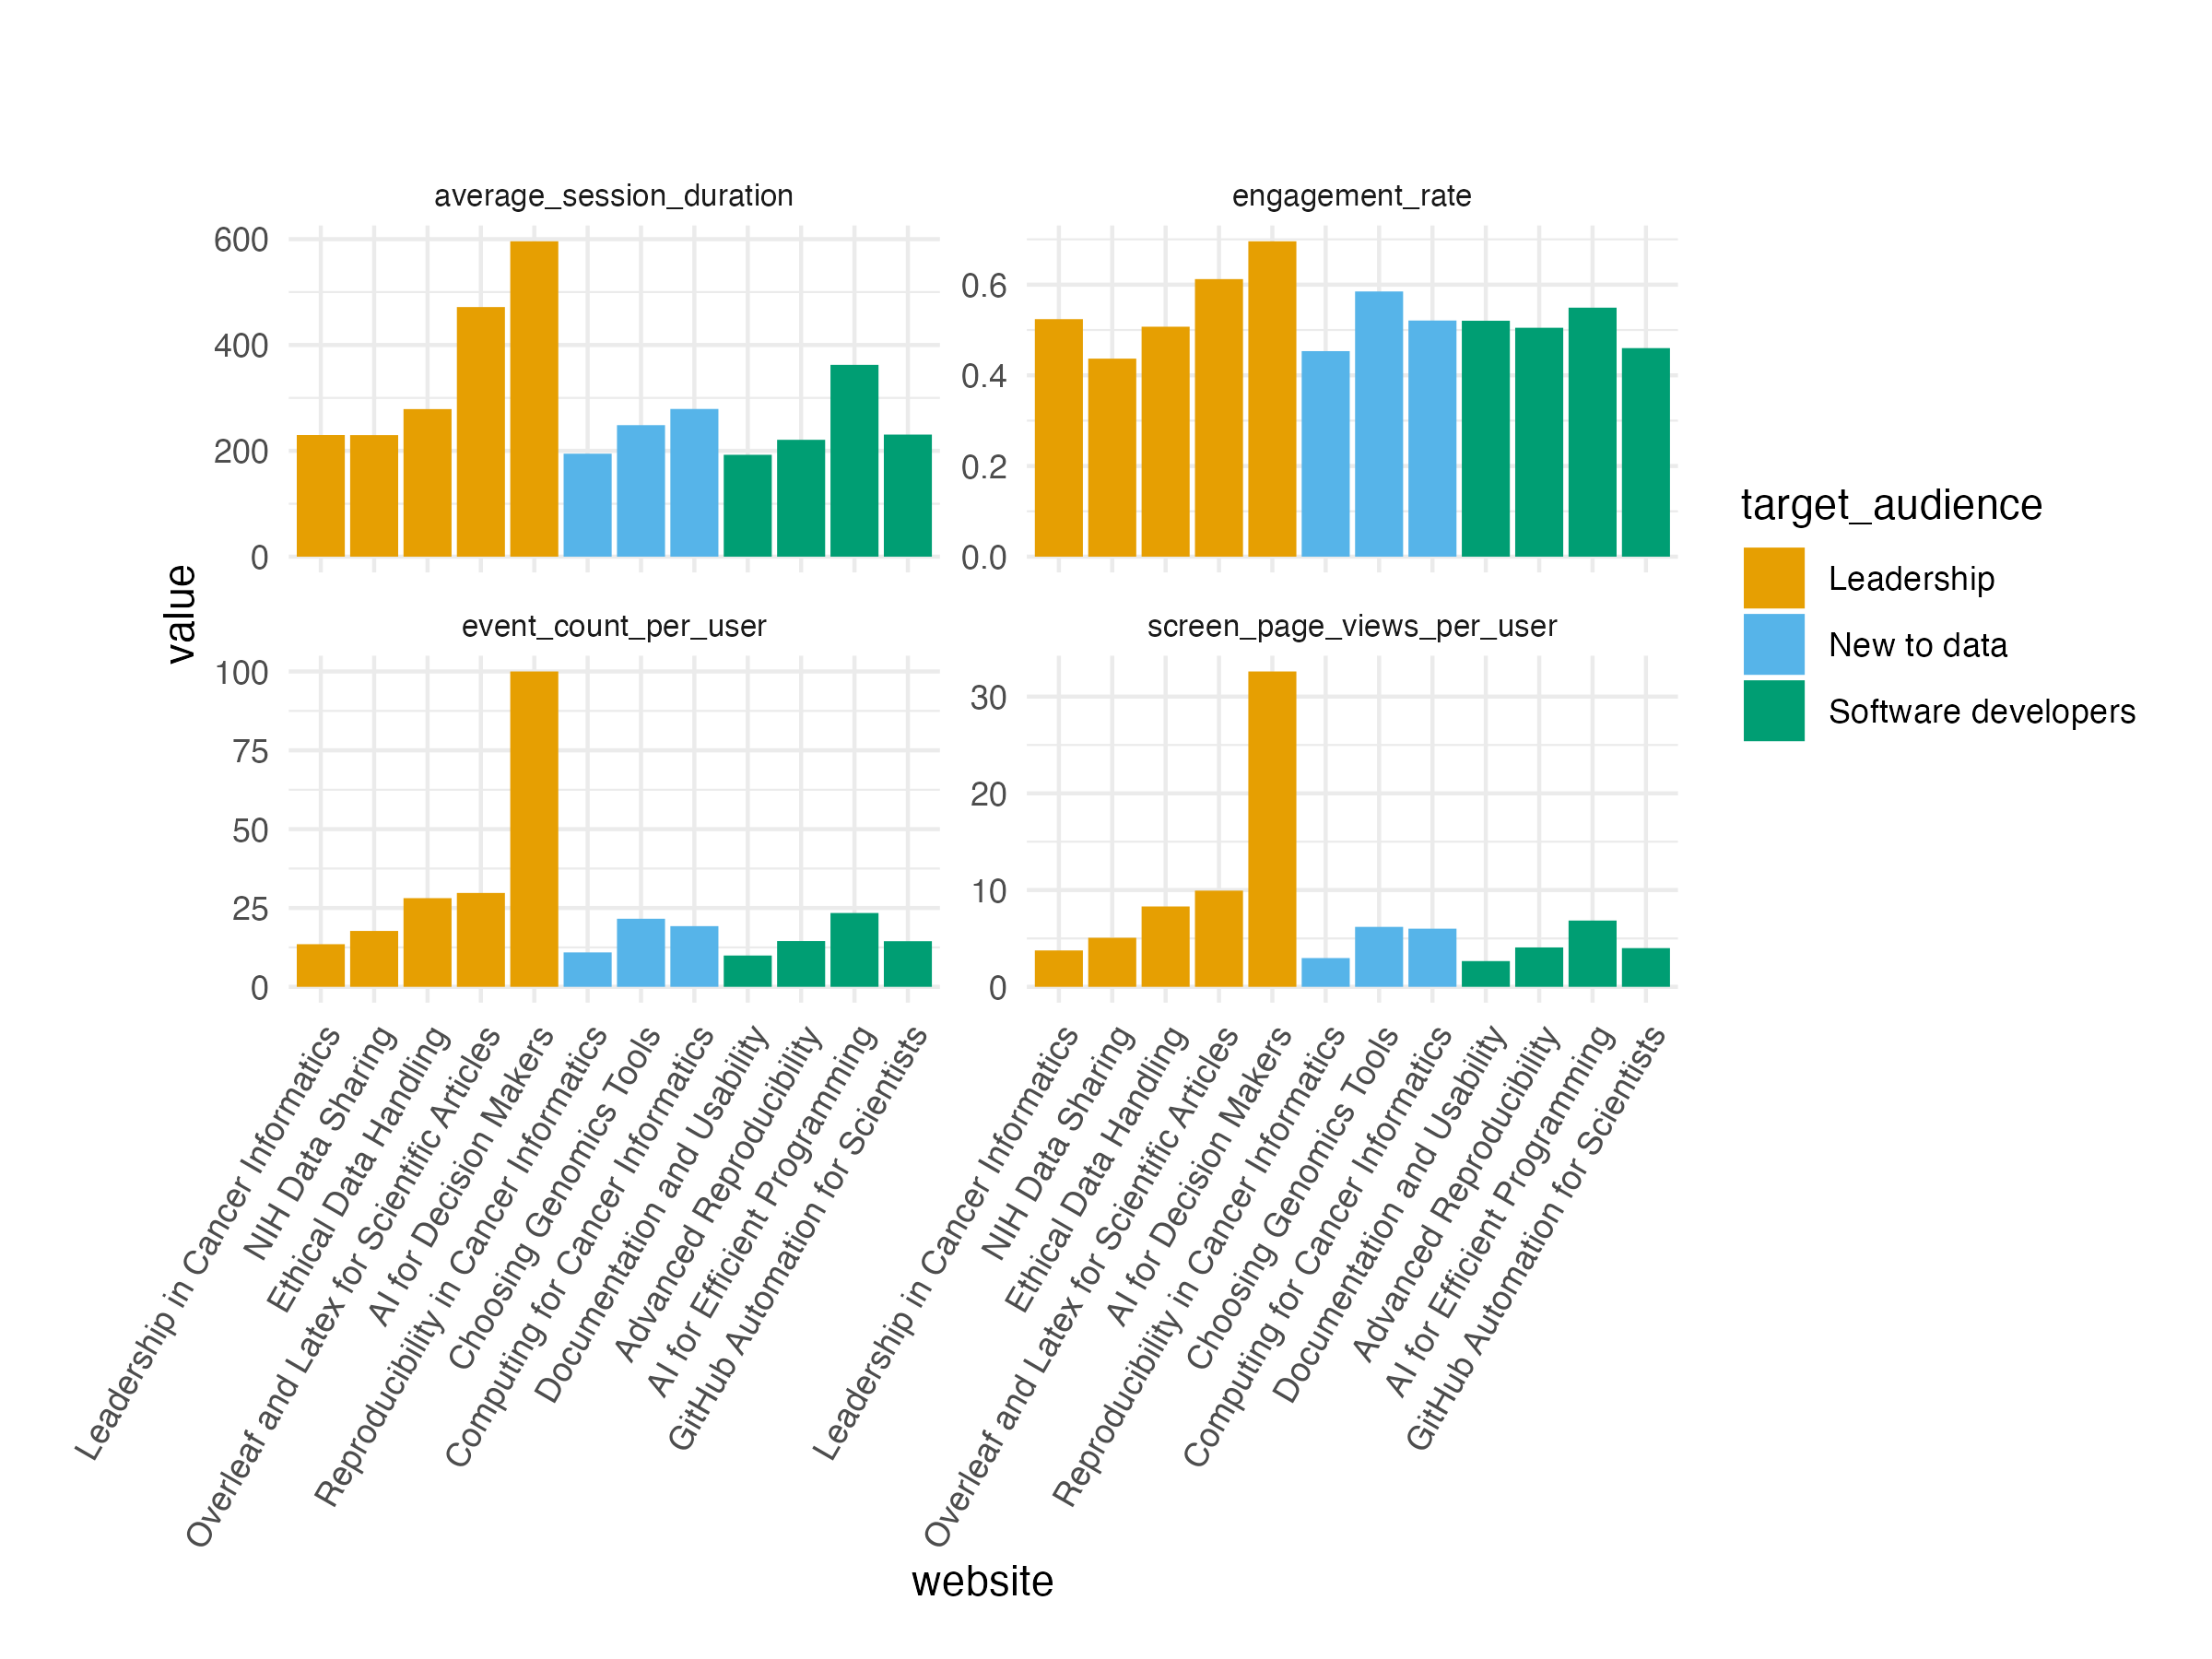 average_session_duration
engagement_rate
600
400
200
0
0.6
0.4
0.2
0.0
value
event_count_per_user
screen_page_views_per_user
100
75
50
25
0
30
20
10
0
Leadership in Cancer Informatics
NIH Data Sharing
Ethical Data Handling
Overleaf and Latex for Scientific Articles
AI for Decision Makers
Reproducibility in Cancer Informatics
Choosing Genomics Tools
Computing for Cancer Informatics
Documentation and Usability
Advanced Reproducibility
AI for Efficient Programming
GitHub Automation for Scientists
Leadership in Cancer Informatics
NIH Data Sharing
Ethical Data Handling
Overleaf and Latex for Scientific Articles
AI for Decision Makers
Reproducibility in Cancer Informatics
Choosing Genomics Tools
Computing for Cancer Informatics
Documentation and Usability
Advanced Reproducibility
AI for Efficient Programming
GitHub Automation for Scientists
website
target_audience
Leadership
New to data
Software developers